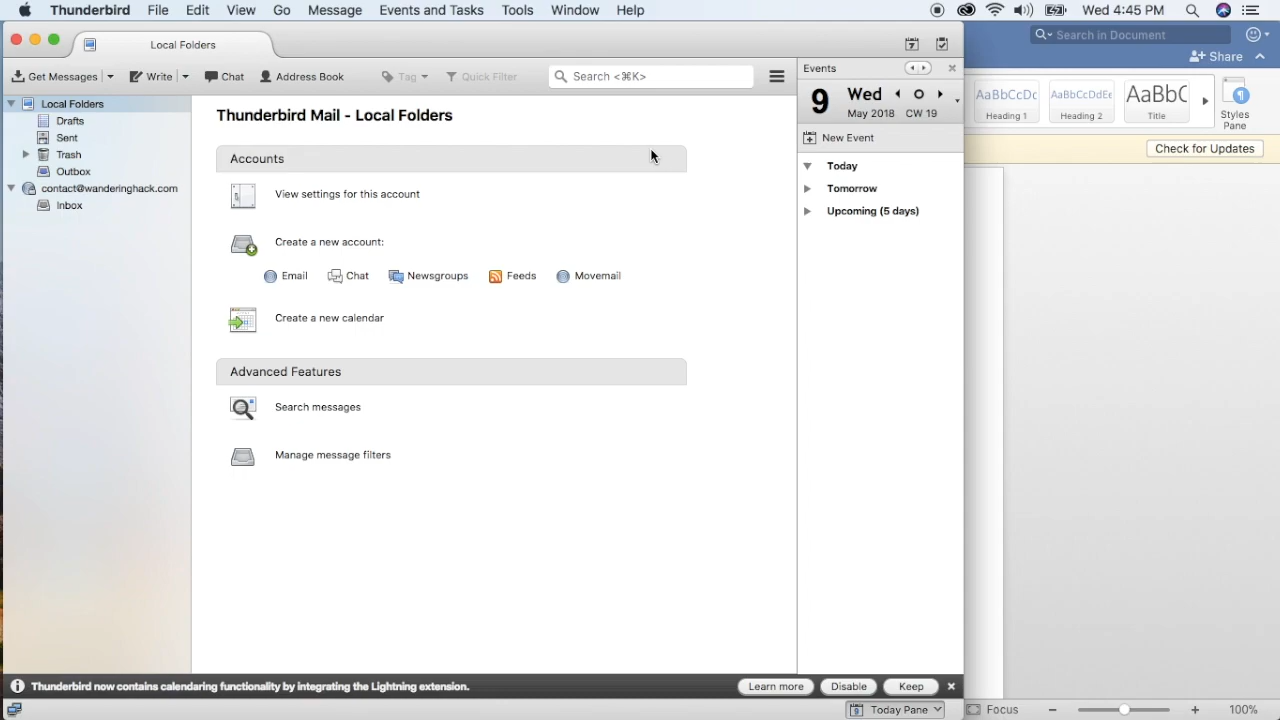 Thunderbird File Edit View Go Message Events and Tasks Tools Window Help Wed 4:45 PM
Local Folders
Search in Document
Share
Get Messages Write Chat Address Book Tag Quick Filter Search <⌘K>
Local Folders
Drafts
Sent
Trash
Outbox
contact@wanderinghack.com
Inbox
Thunderbird Mail - Local Folders
Accounts
View settings for this account
Create a new account:
Email Chat Newsgroups Feeds Movemail
Create a new calendar
Advanced Features
Search messages
Manage message filters
Events
9 Wed
May 2018 CW 19
New Event
Today
Tomorrow
Upcoming (5 days)
AaBbCcDc AaBbCcDdEe AaBbC
Heading 1 Heading 2 Title
Styles
Pane
Check for Updates
Thunderbird now contains calendaring functionality by integrating the Lightning extension. Learn more Disable Keep
9 Today Pane
Focus 100%